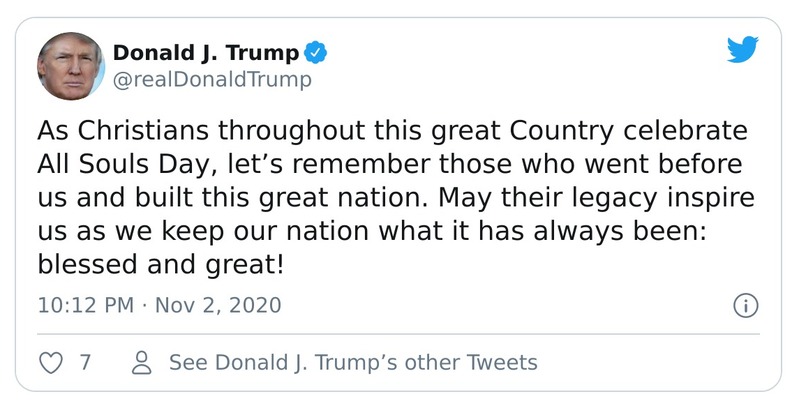 Donald J. Trump
@realDonaldTrump
As Christians throughout this great Country celebrate
All Souls Day, let’s remember those who went before
us and built this great nation. May their legacy inspire
us as we keep our nation what it has always been:
blessed and great!
10:12 PM · Nov 2, 2020
7 See Donald J. Trump’s other Tweets